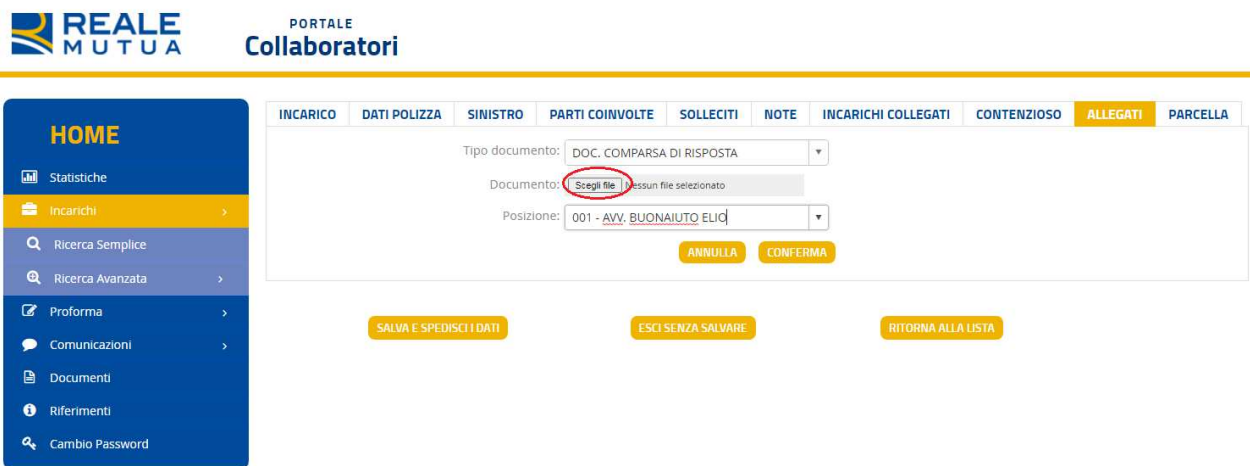 REALE
MUTUA
PORTALE
Collaboratori
HOME
Statistiche
Incarichi
Ricerca Semplice
Ricerca Avanzata
Proforma
Comunicazioni
Documenti
Riferimenti
Cambio Password
INCARICO DATI POLIZZA SINISTRO PARTI COINVOLTE SOLLECITI NOTE INCARICHI COLLEGATI CONTENZIOSO ALLEGATI PARCELLA
Tipo documento: DOC. COMPARSA DI RISPOSTA
Documento: Scegli file Nessun file selezionato
Posizione: 001 - AVV. BUONAIUTO ELIO
ANNULLA CONFERMA
SALVA E SPEDISCI I DATI ESCI SENZA SALVARE RITORNA ALLA LISTA